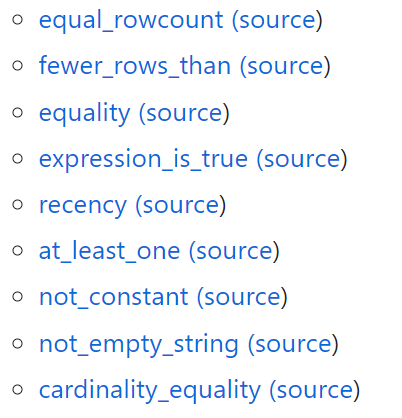 equal_rowcount (source)
fewer_rows_than (source)
equality (source)
expression_is_true (source)
recency (source)
at_least_one (source)
not_constant (source)
not_empty_string (source)
cardinality_equality (source)